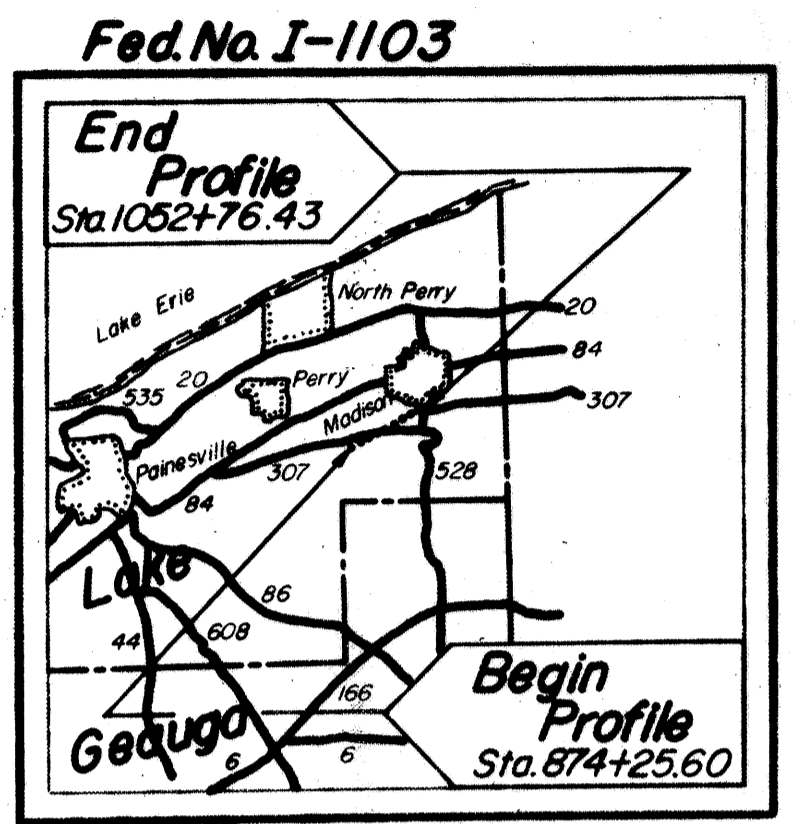 Fed. No. I-1103
End
Profile
Sta. 1052+76.43
Lake Erie
North Perry
20
84
307
535
20
Perry
Madison
Painesville
307
528
84
Lake
86
44
608
166
Geauga
6
6
Begin
Profile
Sta. 874+25.60